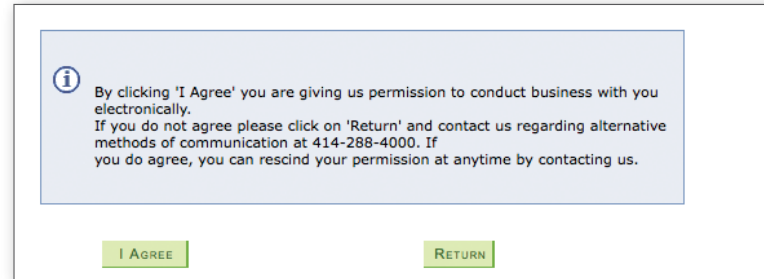 By clicking 'I Agree' you are giving us permission to conduct business with you
electronically.
If you do not agree please click on 'Return' and contact us regarding alternative
methods of communication at 414-288-4000. If
you do agree, you can rescind your permission at anytime by contacting us.
I AGREE
RETURN